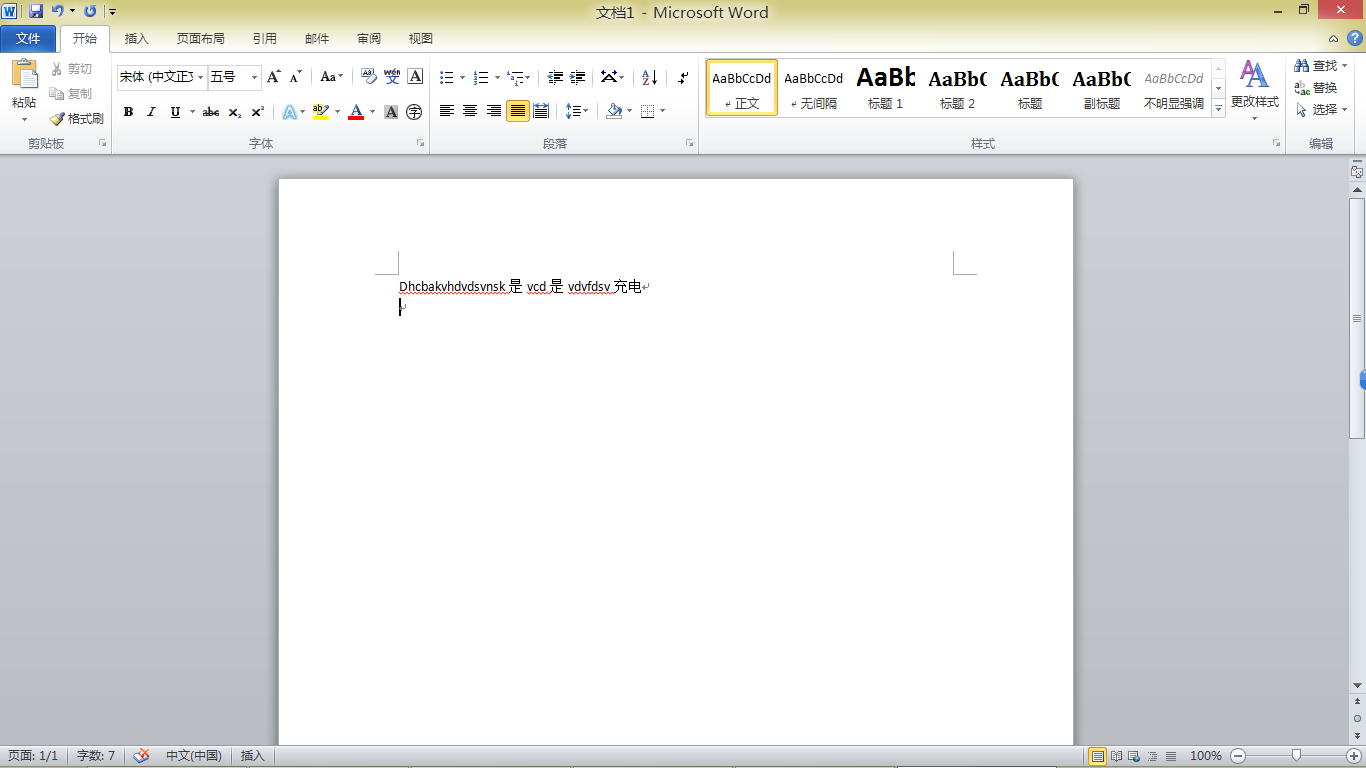 文档1 - Microsoft Word
文件 开始 插入 页面布局 引用 邮件 审阅 视图
粘贴 剪切 复制 格式刷
剪贴板
宋体 (中文正 五号
字体
段落
AaBbCcDd 正文
AaBbCcDd 无间隔
AaBb 标题 1
AaBbC 标题 2
AaBbC 标题
AaBbC 副标题
AaBbCcDd 不明显强调
更改样式
样式
查找
替换
选择
编辑
Dhcbakvhdvdsvnsk 是 vcd 是 vdvfdsv 充电
页面: 1/1 字数: 7 中文(中国) 插入 100%